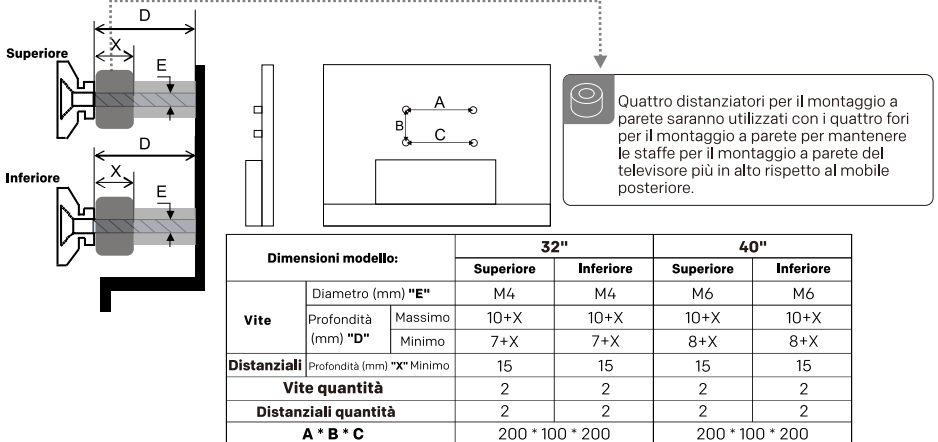 D
X
Superiore
E
D
X
Inferiore
E
A
B
C
Quattro distanziatori per il montaggio a
parete saranno utilizzati con i quattro fori
per il montaggio a parete per mantenere
le staffe per il montaggio a parete del
televisore più in alto rispetto al mobile
posteriore.
Dimensioni modello: 32" 40"
Superiore Inferiore Superiore Inferiore
Vite Diametro (mm) "E" M4 M4 M6 M6
Profondità (mm) "D" Massimo 10+X 10+X 10+X 10+X
Minimo 7+X 7+X 8+X 8+X
Distanziali Profondità (mm) "X" Minimo 15 15 15 15
Vite quantità 2 2 2 2
Distanziali quantità 2 2 2 2
A * B * C 200 * 100 * 200 200 * 100 * 200